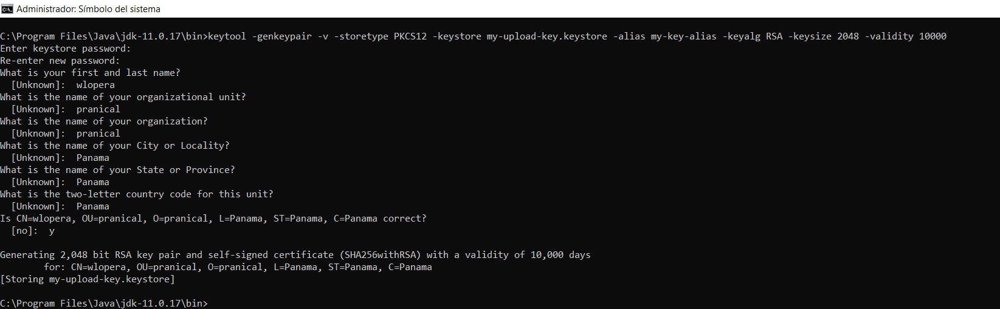 Administrador: Símbolo del sistema
C:\Program Files\Java\jdk-11.0.17\bin>keytool -genkeypair -v -storetype PKCS12 -keystore my-upload-key.keystore -alias my-key-alias -keyalg RSA -keysize 2048 -validity 10000
Enter keystore password:
Re-enter new password:
What is your first and last name?
  [Unknown]:  wlopera
What is the name of your organizational unit?
  [Unknown]:  pranical
What is the name of your organization?
  [Unknown]:  pranical
What is the name of your City or Locality?
  [Unknown]:  Panama
What is the name of your State or Province?
  [Unknown]:  Panama
What is the two-letter country code for this unit?
  [Unknown]:  Panama
Is CN=wlopera, OU=pranical, O=pranical, L=Panama, ST=Panama, C=Panama correct?
  [no]:  y
Generating 2,048 bit RSA key pair and self-signed certificate (SHA256withRSA) with a validity of 10,000 days
        for: CN=wlopera, OU=pranical, O=pranical, L=Panama, ST=Panama, C=Panama
[Storing my-upload-key.keystore]
C:\Program Files\Java\jdk-11.0.17\bin>